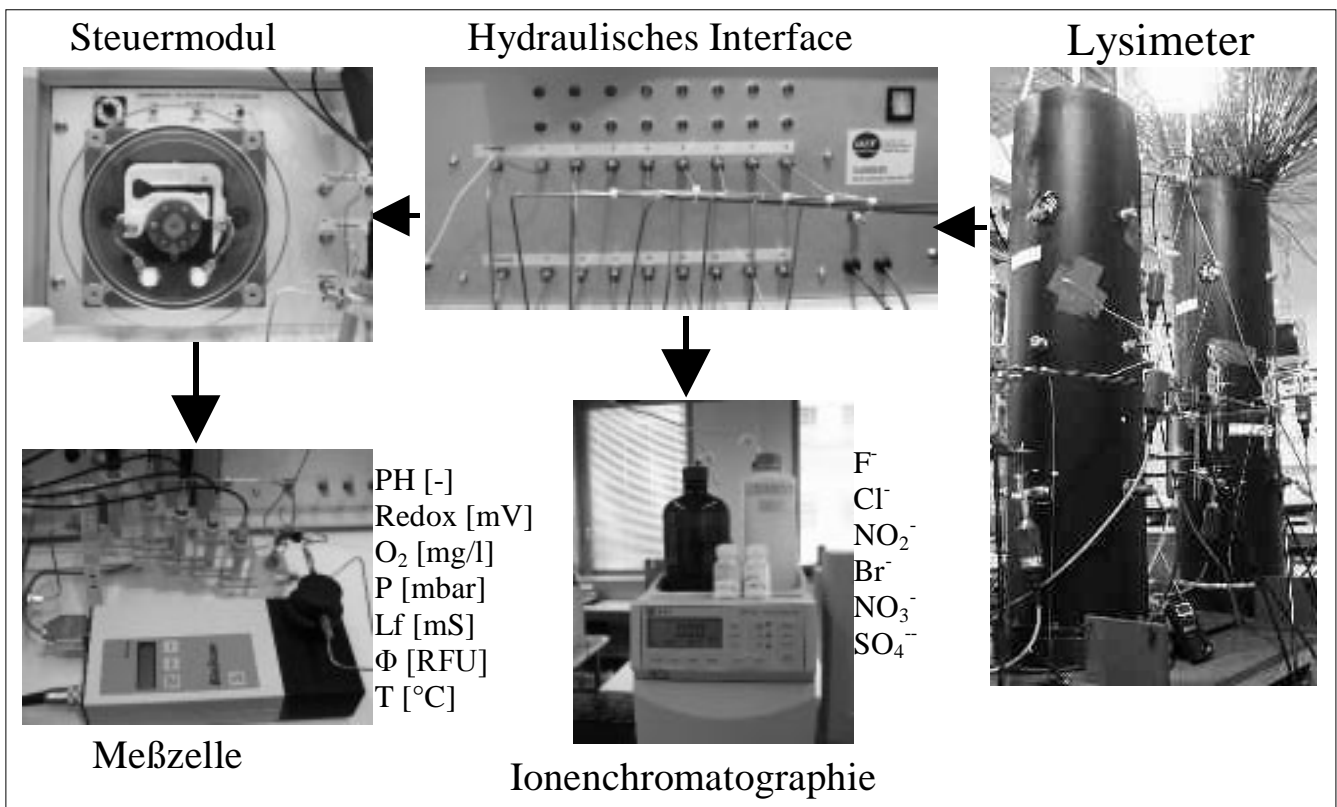 Steuermodul
Hydraulisches Interface
Lysimeter
PH [-]
Redox [mV]
O₂ [mg/l]
P [mbar]
Lf [mS]
Φ [RFU]
T [°C]
Meßzelle
F⁻
Cl⁻
NO₂⁻
Br⁻
NO₃⁻
SO₄⁻⁻
Ionenchromatographie